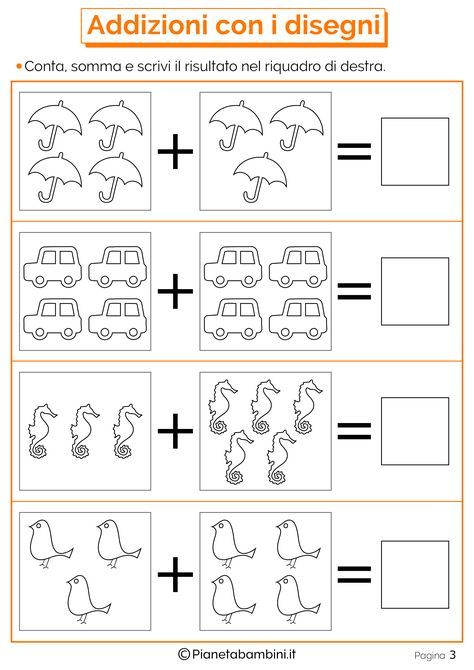 Addizioni con i disegni
• Conta, somma e scrivi il risultato nel riquadro di destra.
+ =
+ =
+ =
+ =
©Pianetabambini.it
Pagina 3